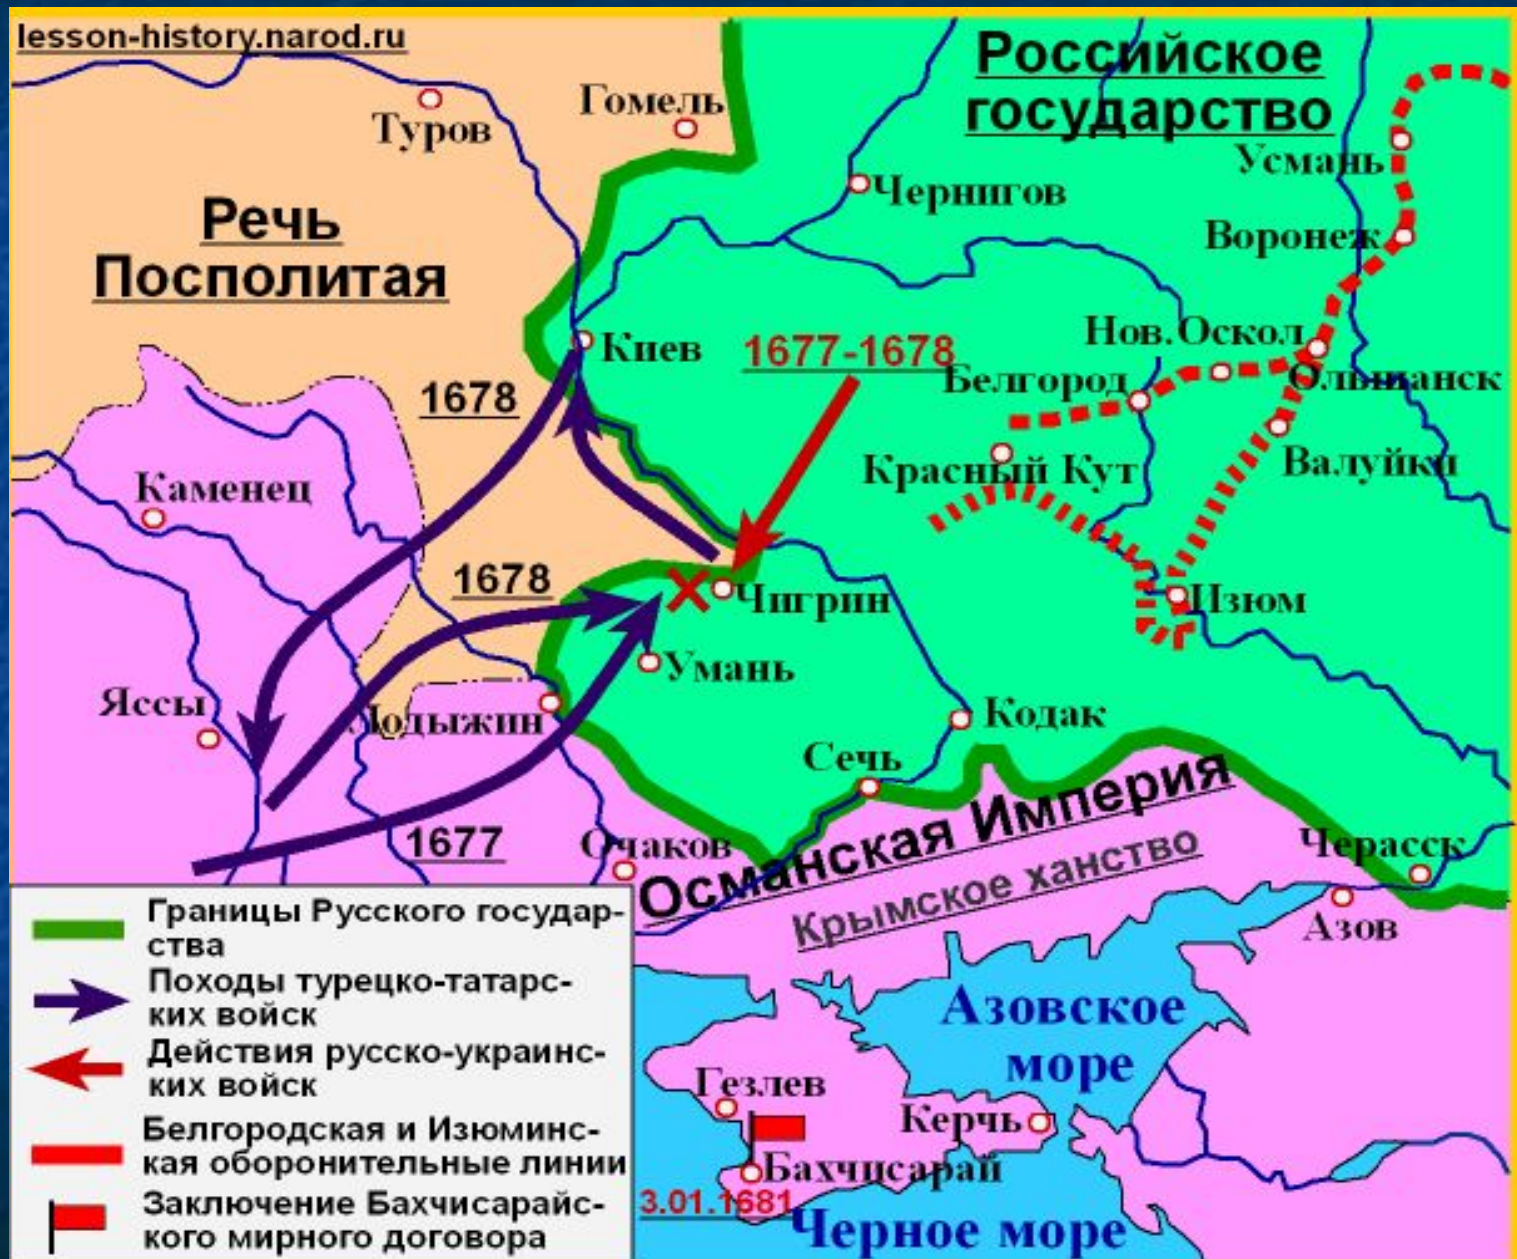 lesson-history.narod.ru
Российское
государство
Гомель
Туров
Усмань
Чернигов
Речь
Посполитая
Воронеж
Киев
1677-1678
Нов.Оскол
1678
Белгород
Ольшанск
Красный Кут
Валуйки
Каменец
1678
Чигрин
Изюм
Умань
Яссы
Лодыжин
Кодак
Сечь
1677
Очаков
Османская Империя
Крымское ханство
Черасск
Азов
Границы Русского государ-
ства
Походы турецко-татарс-
ких войск
Действия русско-украинс-
ких войск
Белгородская и Изюминс-
кая оборонительные линии
Заключение Бахчисарайс-
кого мирного договора
Азовское
море
Гезлев
Керчь
Бахчисарай
3.01.1681
Черное море